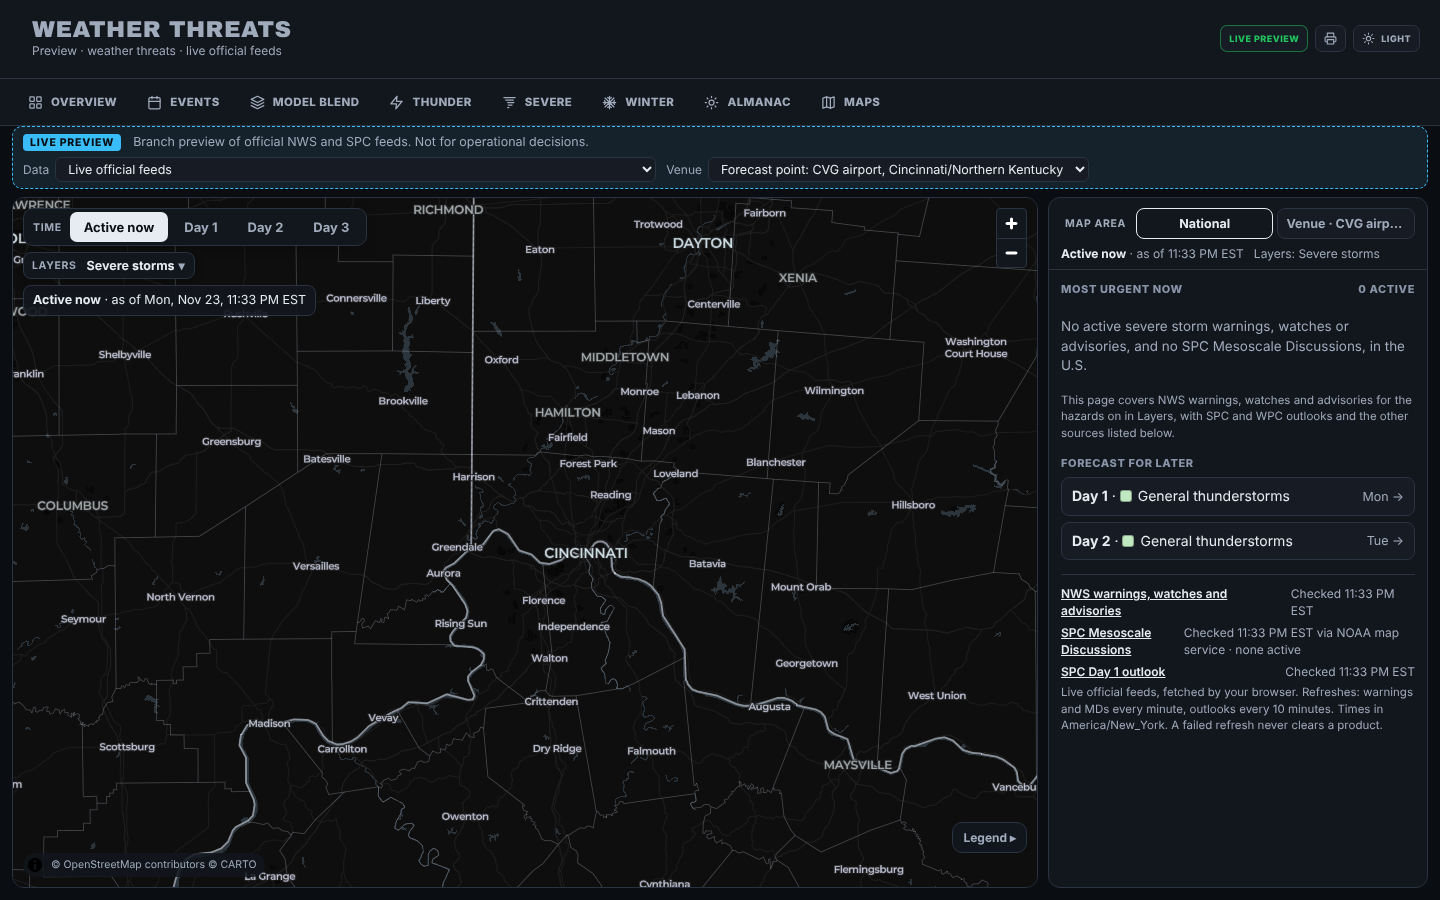 WEATHER THREATS
Preview · weather threats · live official feeds
LIVE PREVIEW
LIGHT
OVERVIEW
EVENTS
MODEL BLEND
THUNDER
SEVERE
WINTER
ALMANAC
MAPS
LIVE PREVIEW Branch preview of official NWS and SPC feeds. Not for operational decisions.
Data Live official feeds Venue Forecast point: CVG airport, Cincinnati/Northern Kentucky
TIME Active now Day 1 Day 2 Day 3
LAYERS Severe storms ▾
Active now · as of Mon, Nov 23, 11:33 PM EST
+
−
RICHMOND
Trotwood
Fairborn
DAYTON
Eaton
XENIA
Connersville
Liberty
Centerville
Shelbyville
Oxford
MIDDLETOWN
Washington
Court House
Brookville
Monroe
Lebanon
Wilmington
HAMILTON
Greensburg
Fairfield
Mason
Batesville
Harrison
Forest Park
Loveland
Blanchester
Reading
COLUMBUS
Hillsboro
Greendale
CINCINNATI
Versailles
Aurora
Batavia
North Vernon
Florence
Mount Orab
Seymour
Rising Sun
Independence
Walton
Georgetown
Crittenden
West Union
Madison
Vevay
Augusta
Scottsburg
Carrollton
Dry Ridge
Falmouth
MAYSVILLE
Vancebu
Owenton
Legend ▸
© OpenStreetMap contributors © CARTO
La Grange
Flemingsburg
Cynthiana
MAP AREA National Venue · CVG airp...
Active now · as of 11:33 PM EST Layers: Severe storms
MOST URGENT NOW 0 ACTIVE
No active severe storm warnings, watches or
advisories, and no SPC Mesoscale Discussions, in the
U.S.
This page covers NWS warnings, watches and advisories for the
hazards on in Layers, with SPC and WPC outlooks and the other
sources listed below.
FORECAST FOR LATER
Day 1 · General thunderstorms Mon →
Day 2 · General thunderstorms Tue →
NWS warnings, watches and
advisories
Checked 11:33 PM
EST
SPC Mesoscale
Discussions
Checked 11:33 PM EST via NOAA map
service · none active
SPC Day 1 outlook Checked 11:33 PM EST
Live official feeds, fetched by your browser. Refreshes: warnings
and MDs every minute, outlooks every 10 minutes. Times in
America/New_York. A failed refresh never clears a product.